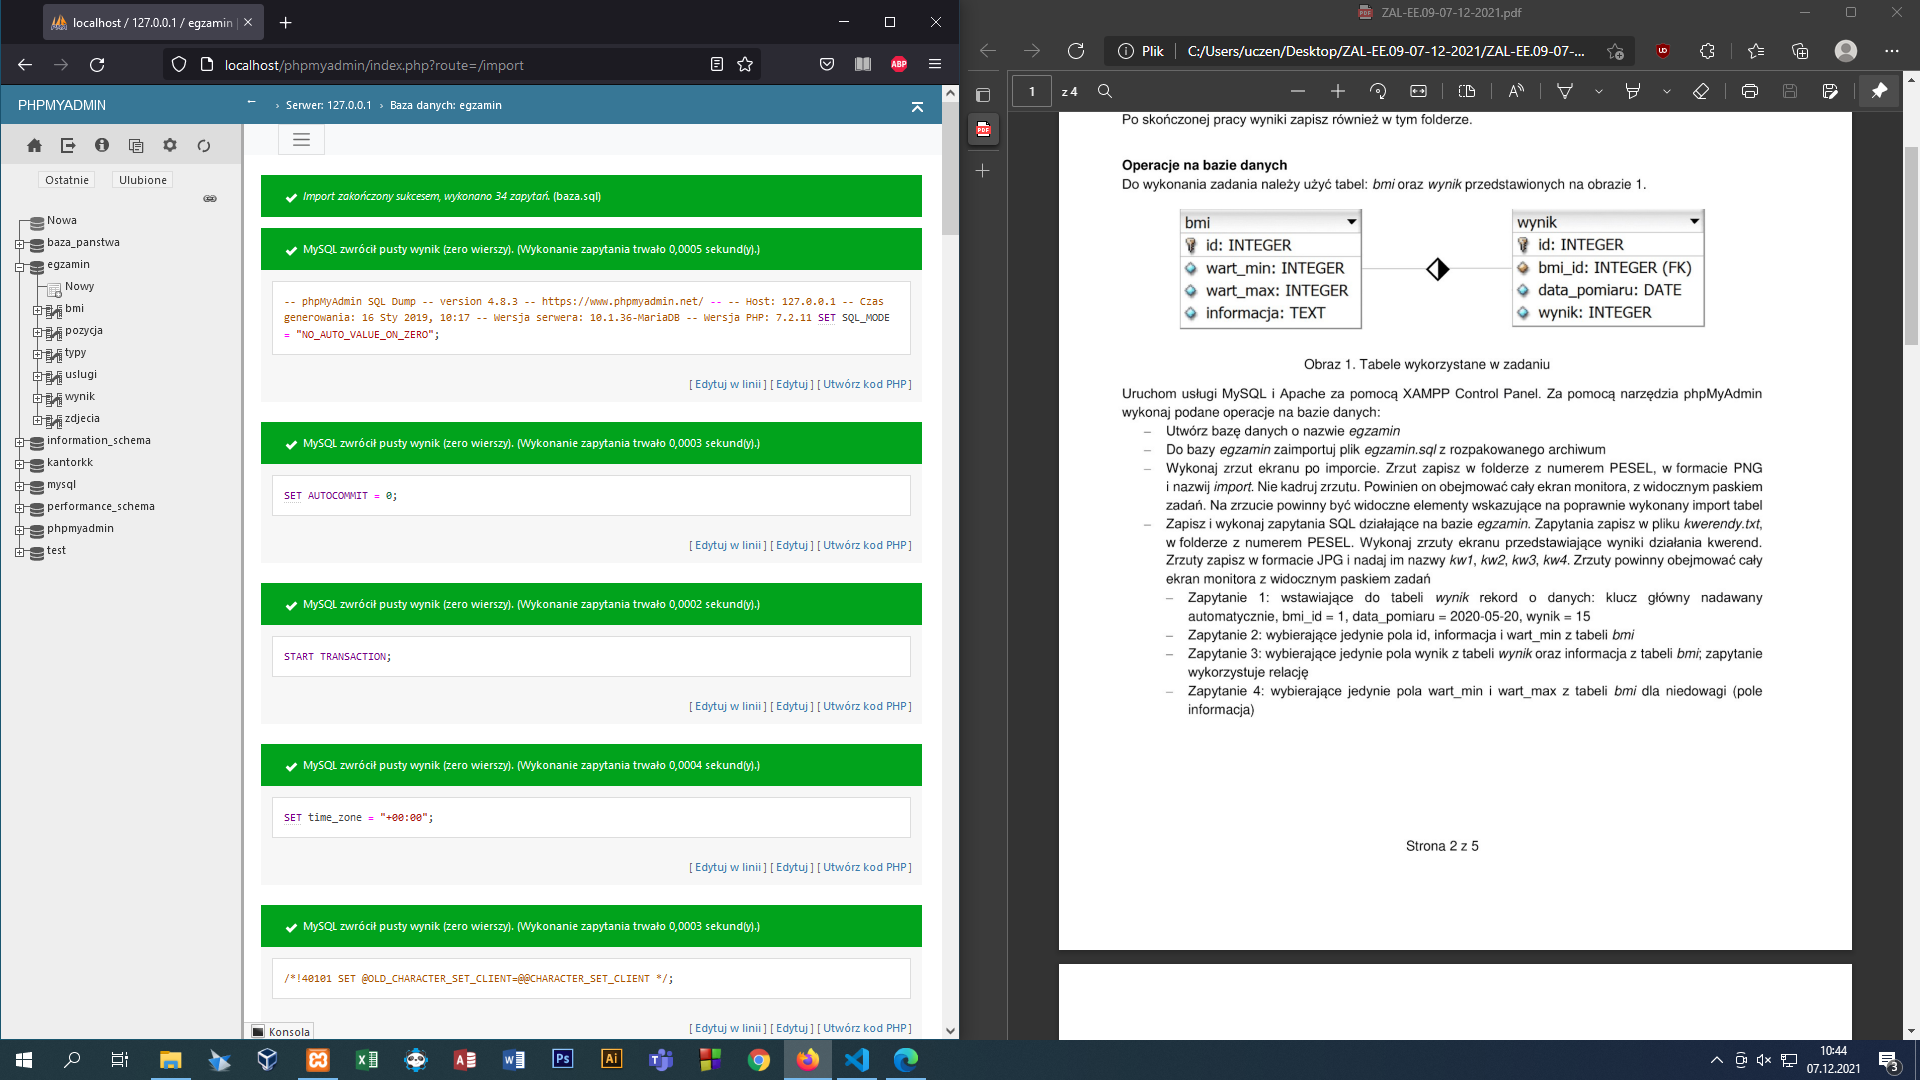 localhost / 127.0.0.1 / egzamin |
localhost/phpmyadmin/index.php?route=/import
ABP
PHPMYADMIN
Serwer: 127.0.0.1 › Baza danych: egzamin
Ostatnie
Ulubione
Nowa
baza_panstwa
egzamin
Nowy
bmi
pozycja
typy
uslugi
wynik
zdjecia
information_schema
kantorkk
mysql
performance_schema
phpmyadmin
test
Import zakończony sukcesem, wykonano 34 zapytań. (baza.sql)
MySQL zwrócił pusty wynik (zero wierszy). (Wykonanie zapytania trwało 0,0005 sekund(y).)
-- phpMyAdmin SQL Dump -- version 4.8.3 -- https://www.phpmyadmin.net/ -- -- Host: 127.0.0.1 -- Czas
generowania: 16 Sty 2019, 10:17 -- Wersja serwera: 10.1.36-MariaDB -- Wersja PHP: 7.2.11 SET SQL_MODE
= "NO_AUTO_VALUE_ON_ZERO";
[ Edytuj w linii ] [ Edytuj ] [ Utwórz kod PHP ]
MySQL zwrócił pusty wynik (zero wierszy). (Wykonanie zapytania trwało 0,0003 sekund(y).)
SET AUTOCOMMIT = 0;
[ Edytuj w linii ] [ Edytuj ] [ Utwórz kod PHP ]
MySQL zwrócił pusty wynik (zero wierszy). (Wykonanie zapytania trwało 0,0002 sekund(y).)
START TRANSACTION;
[ Edytuj w linii ] [ Edytuj ] [ Utwórz kod PHP ]
MySQL zwrócił pusty wynik (zero wierszy). (Wykonanie zapytania trwało 0,0004 sekund(y).)
SET time_zone = "+00:00";
[ Edytuj w linii ] [ Edytuj ] [ Utwórz kod PHP ]
MySQL zwrócił pusty wynik (zero wierszy). (Wykonanie zapytania trwało 0,0003 sekund(y).)
/*!40101 SET @OLD_CHARACTER_SET_CLIENT=@@CHARACTER_SET_CLIENT */;
[ Edytuj w linii ] [ Edytuj ] [ Utwórz kod PHP ]
Konsola
ZAL-EE.09-07-12-2021.pdf
Plik
C:/Users/uczen/Desktop/ZAL-EE.09-07-12-2021/ZAL-EE.09-07-...
1 z 4
Po skończonej pracy wyniki zapisz również w tym folderze.
Operacje na bazie danych
Do wykonania zadania należy użyć tabel: bmi oraz wynik przedstawionych na obrazie 1.
bmi
id: INTEGER
wart_min: INTEGER
wart_max: INTEGER
informacja: TEXT
wynik
id: INTEGER
bmi_id: INTEGER (FK)
data_pomiaru: DATE
wynik: INTEGER
Obraz 1. Tabele wykorzystane w zadaniu
Uruchom usługi MySQL i Apache za pomocą XAMPP Control Panel. Za pomocą narzędzia phpMyAdmin
wykonaj podane operacje na bazie danych:
– Utwórz bazę danych o nazwie egzamin
– Do bazy egzamin zaimportuj plik egzamin.sql z rozpakowanego archiwum
– Wykonaj zrzut ekranu po imporcie. Zrzut zapisz w folderze z numerem PESEL, w formacie PNG
i nazwij import. Nie kadruj zrzutu. Powinien on obejmować cały ekran monitora, z widocznym paskiem
zadań. Na zrzucie powinny być widoczne elementy wskazujące na poprawnie wykonany import tabel
– Zapisz i wykonaj zapytania SQL działające na bazie egzamin. Zapytania zapisz w pliku kwerendy.txt,
w folderze z numerem PESEL. Wykonaj zrzuty ekranu przedstawiające wyniki działania kwerend.
Zrzuty zapisz w formacie JPG i nadaj im nazwy kw1, kw2, kw3, kw4. Zrzuty powinny obejmować cały
ekran monitora z widocznym paskiem zadań
– Zapytanie 1: wstawiające do tabeli wynik rekord o danych: klucz główny nadawany
automatycznie, bmi_id = 1, data_pomiaru = 2020-05-20, wynik = 15
– Zapytanie 2: wybierające jedynie pola id, informacja i wart_min z tabeli bmi
– Zapytanie 3: wybierające jedynie pola wynik z tabeli wynik oraz informacja z tabeli bmi; zapytanie
wykorzystuje relację
– Zapytanie 4: wybierające jedynie pola wart_min i wart_max z tabeli bmi dla niedowagi (pole
informacja)
Strona 2 z 5
10:44
07.12.2021
3